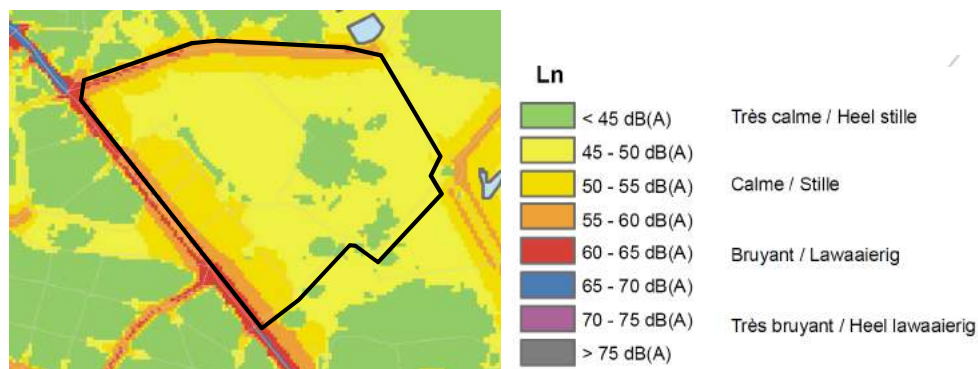 Ln
< 45 dB(A) Très calme / Heel stille
45 - 50 dB(A)
50 - 55 dB(A) Calme / Stille
55 - 60 dB(A)
60 - 65 dB(A) Bruyant / Lawaaierig
65 - 70 dB(A)
70 - 75 dB(A) Très bruyant / Heel lawaaierig
> 75 dB(A)